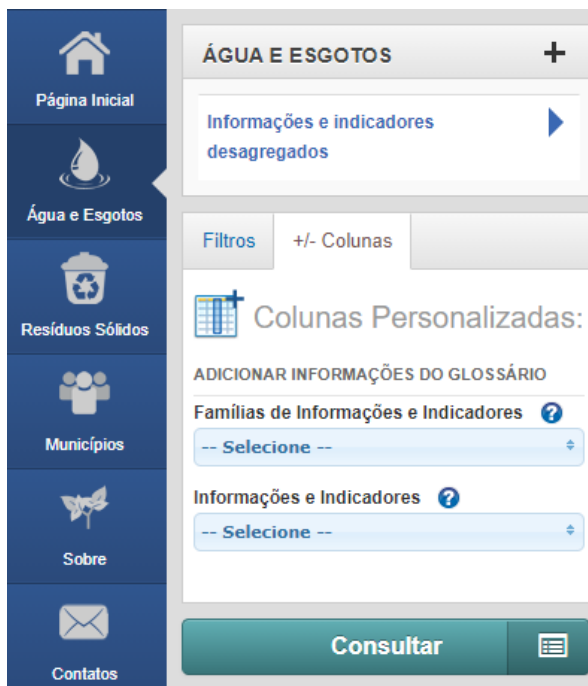 Página Inicial
Água e Esgotos
Resíduos Sólidos
Municípios
Sobre
Contatos
ÁGUA E ESGOTOS
Informações e indicadores
desagregados
Filtros
+/- Colunas
Colunas Personalizadas:
ADICIONAR INFORMAÇÕES DO GLOSSÁRIO
Famílias de Informações e Indicadores
-- Selecione --
Informações e Indicadores
-- Selecione --
Consultar